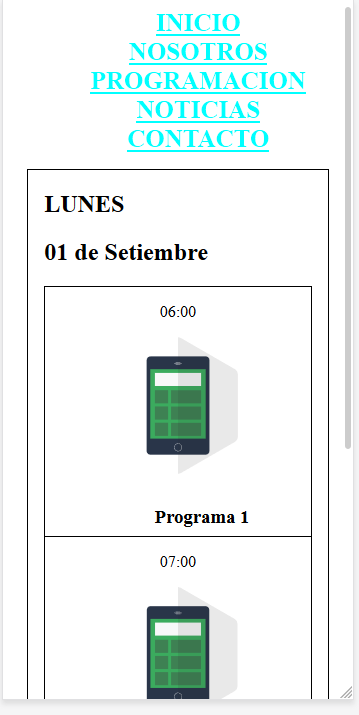 INICIO
NOSOTROS
PROGRAMACION
NOTICIAS
CONTACTO
LUNES
01 de Setiembre
06:00
Programa 1
07:00